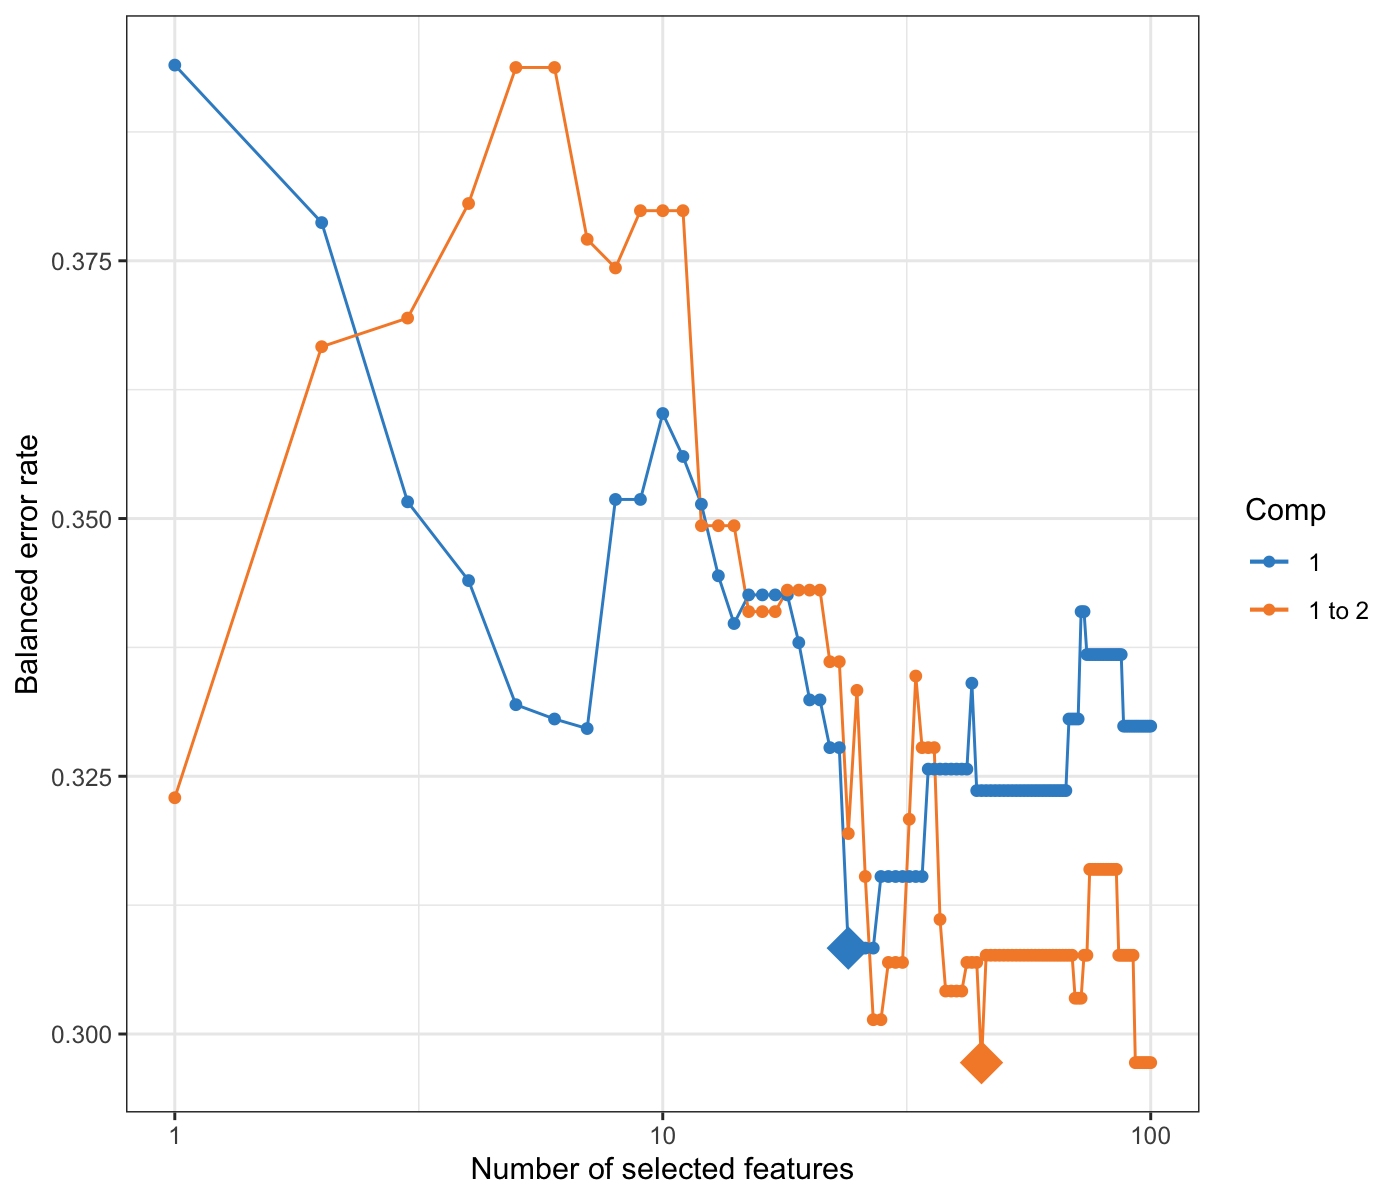 Balanced error rate
0.375
0.350
0.325
0.300
1
10
100
Number of selected features
Comp
1
1 to 2